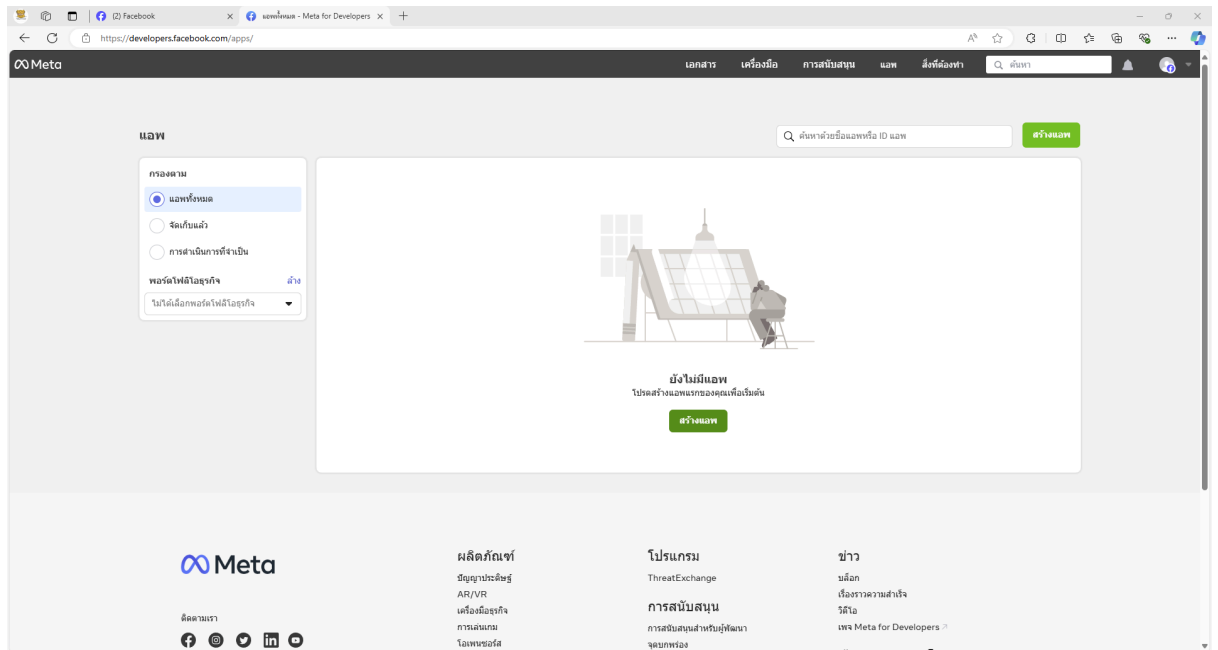 (2) Facebook
แอพทั้งหมด - Meta for Developers
https://developers.facebook.com/apps/
Meta
เอกสาร เครื่องมือ การสนับสนุน แอพ สิ่งที่ต้องทำ ค้นหา
แอพ
ค้นหาด้วยชื่อแอพหรือ ID แอพ
สร้างแอพ
กรองตาม
แอพทั้งหมด
จัดเก็บแล้ว
การดำเนินการที่จำเป็น
พอร์ตโฟลิโอธุรกิจ ล้าง
ไม่ได้เลือกพอร์ตโฟลิโอธุรกิจ
ยังไม่มีแอพ
โปรดสร้างแอพแรกของคุณเพื่อเริ่มต้น
สร้างแอพ
Meta
ติดตามเรา
ผลิตภัณฑ์
ปัญญาประดิษฐ์
AR/VR
เครื่องมือธุรกิจ
การเล่นเกม
โอเพนซอร์ส
โปรแกรม
ThreatExchange
การสนับสนุน
การสนับสนุนสำหรับผู้พัฒนา
จุดบกพร่อง
ข่าว
บล็อก
เรื่องราวความสำเร็จ
วิดีโอ
เพจ Meta for Developers